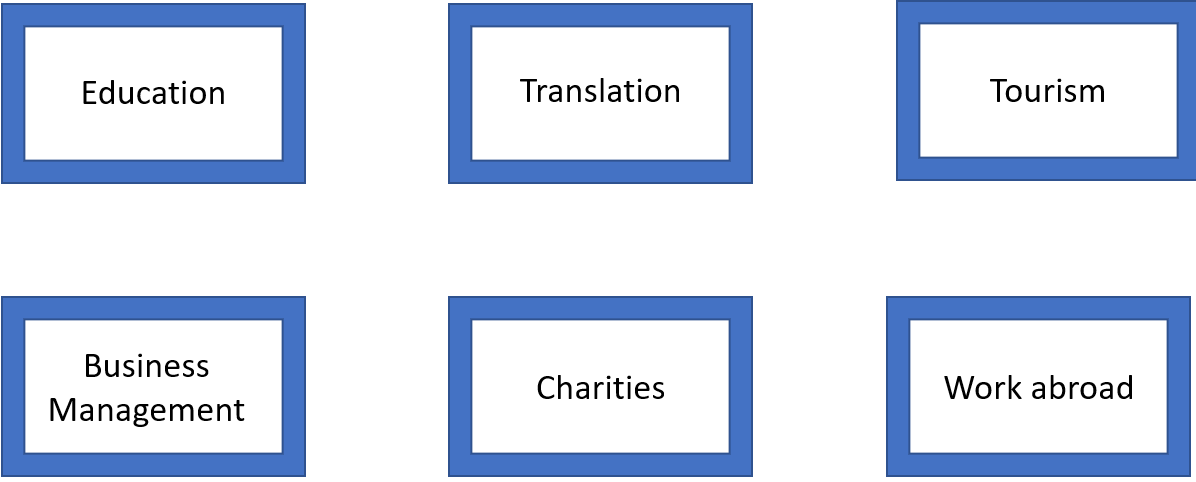 Education
Translation
Tourism
Business
Management
Charities
Work abroad